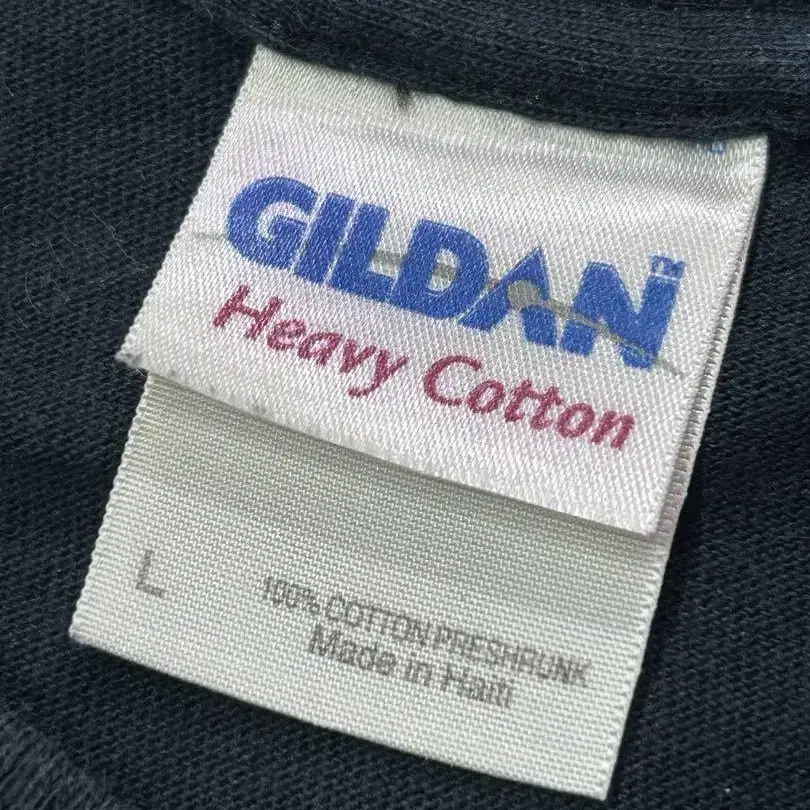 GILDAN®
Heavy Cotton
L
100% COTTON PRESHRUNK
Made in Haiti